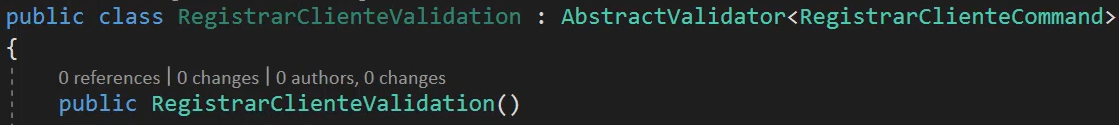 public class RegistrarClienteValidation : AbstractValidator<RegistrarClienteCommand>
{
0 references | 0 changes | 0 authors, 0 changes
public RegistrarClienteValidation()